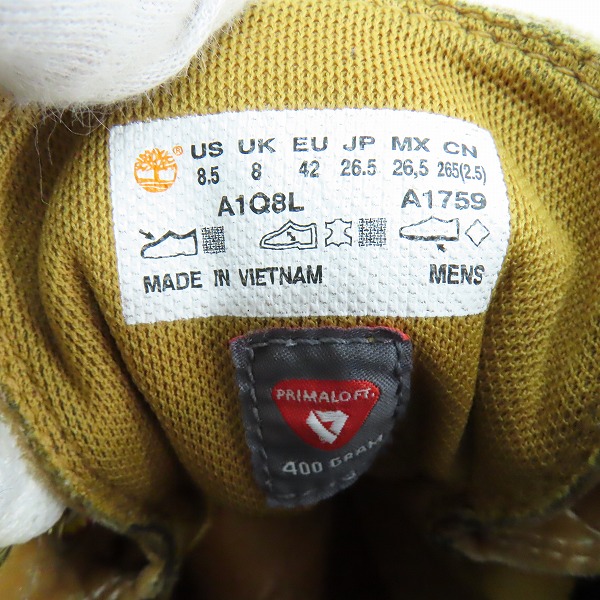 ® US UK EU JP MX CN
8.5 8 42 26.5 26,5 265(2.5)
A1Q8L A1759
MADE IN VIETNAM MENS
PRIMALOFT
400 GRAM